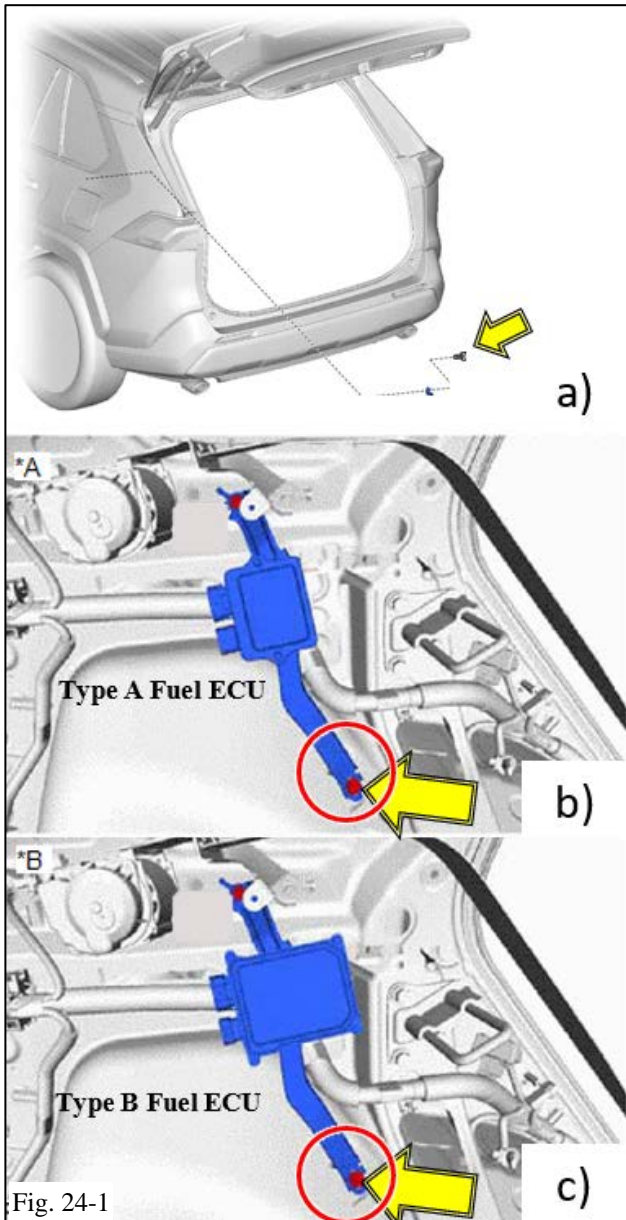 a)
*A
Type A Fuel ECU
b)
*B
Type B Fuel ECU
c)
Fig. 24-1